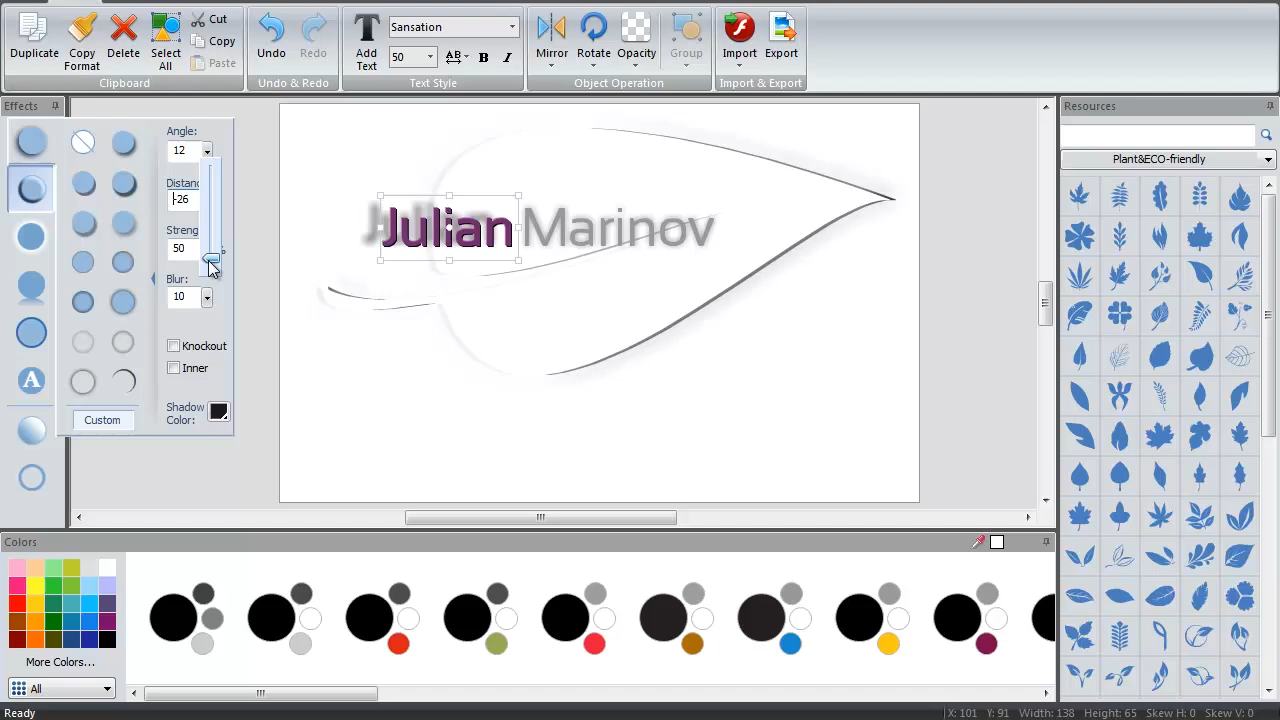 Duplicate
Copy Format
Delete
Select All
Cut
Copy
Paste
Clipboard
Undo
Redo
Undo & Redo
Add Text
Sansation
50
AB
B
I
Text Style
Mirror
Rotate
Opacity
Group
Object Operation
Import
Export
Import & Export
Effects
Angle:
12
-26
50
Blur:
10
Knockout
Inner
Shadow Color:
Custom
A
Julian Marinov
Resources
Plant&ECO-friendly
Colors
More Colors...
All
Ready
X: 101 Y: 91 Width: 138 Height: 65 Skew H: 0 Skew V: 0